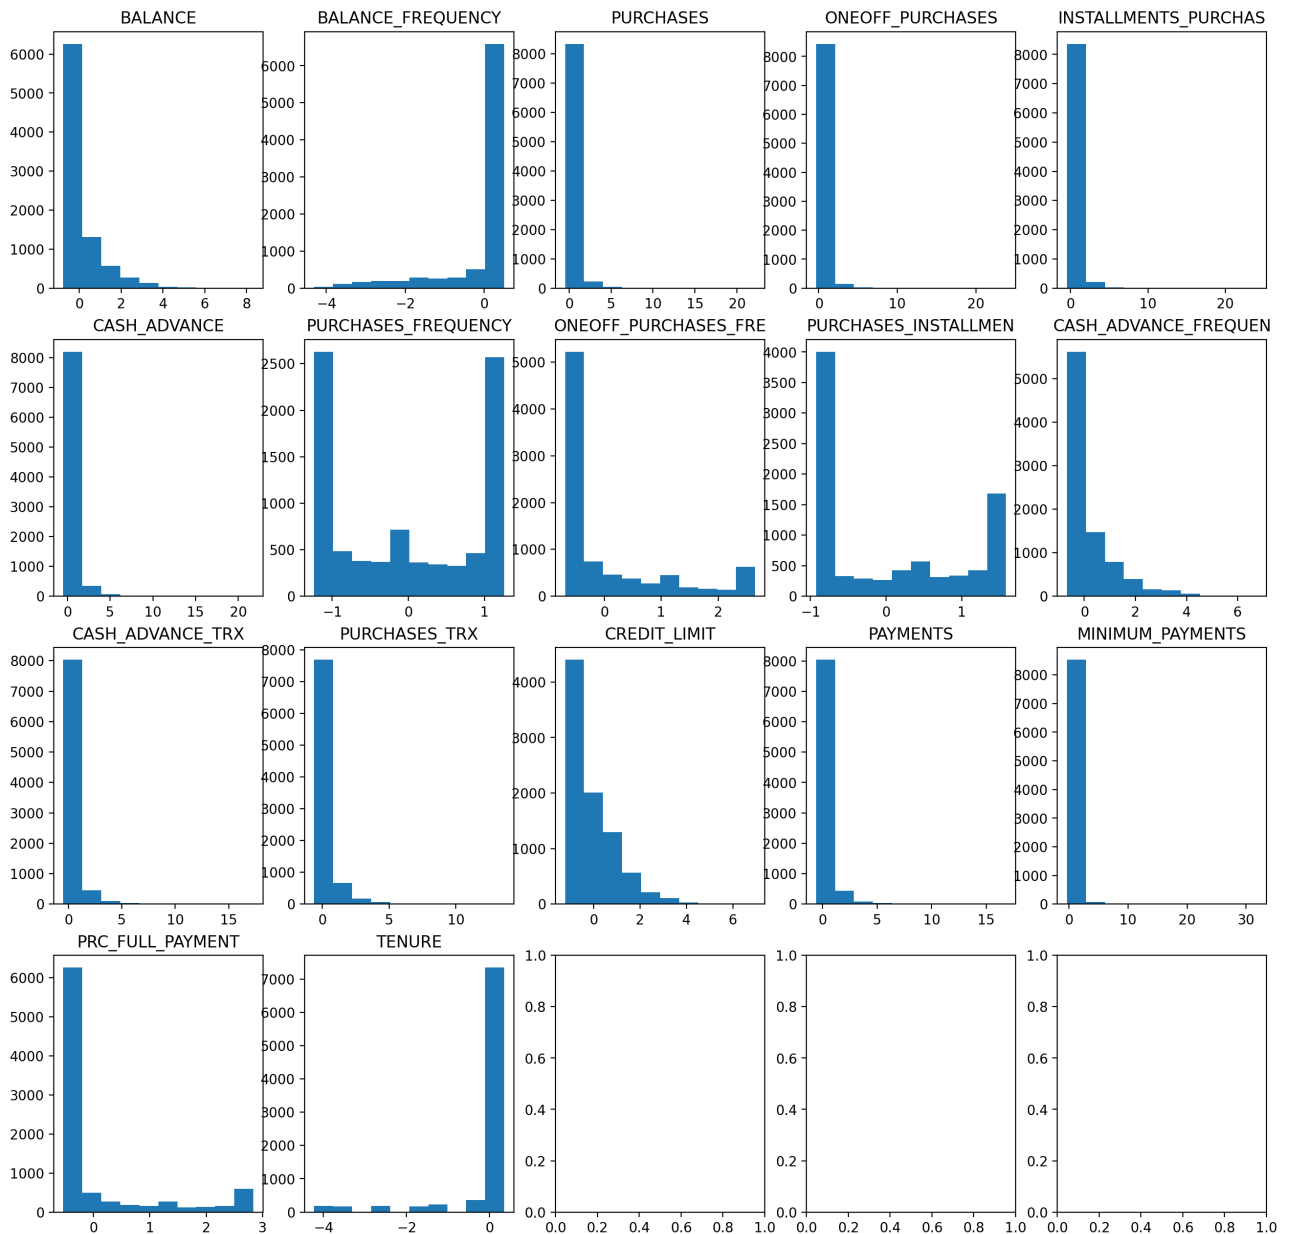 BALANCE BALANCE_FREQUENCY PURCHASES ONEOFF_PURCHASES INSTALLMENTS_PURCHAS
6000 5000 4000 3000 2000 1000 0
0 2 4 6 8
6000 5000 4000 3000 2000 1000 0
−4 −2 0
8000 7000 6000 5000 4000 3000 2000 1000 0
0 5 10 15 20
8000 7000 6000 5000 4000 3000 2000 1000 0
0 10 20
8000 7000 6000 5000 4000 3000 2000 1000 0
0 10 20
CASH_ADVANCE PURCHASES_FREQUENCY ONEOFF_PURCHASES_FRE PURCHASES_INSTALLMEN CASH_ADVANCE_FREQUEN
8000 7000 6000 5000 4000 3000 2000 1000 0
0 5 10 15 20
2500 2000 1500 1000 500 0
−1 0 1
5000 4000 3000 2000 1000 0
0 1 2
4000 3500 3000 2500 2000 1500 1000 500 0
−1 0 1
5000 4000 3000 2000 1000 0
0 2 4 6
CASH_ADVANCE_TRX PURCHASES_TRX CREDIT_LIMIT PAYMENTS MINIMUM_PAYMENTS
8000 7000 6000 5000 4000 3000 2000 1000 0
0 5 10 15
8000 7000 6000 5000 4000 3000 2000 1000 0
0 5 10
4000 3000 2000 1000 0
0 2 4 6
8000 7000 6000 5000 4000 3000 2000 1000 0
0 5 10 15
8000 7000 6000 5000 4000 3000 2000 1000 0
0 10 20 30
PRC_FULL_PAYMENT TENURE
6000 5000 4000 3000 2000 1000 0
0 1 2 3
7000 6000 5000 4000 3000 2000 1000 0
−4 −2 0
1.0 0.8 0.6 0.4 0.2 0.0
0.0 0.2 0.4 0.6 0.8 1.0
1.0 0.8 0.6 0.4 0.2 0.0
0.0 0.2 0.4 0.6 0.8 1.0
1.0 0.8 0.6 0.4 0.2 0.0
0.0 0.2 0.4 0.6 0.8 1.0